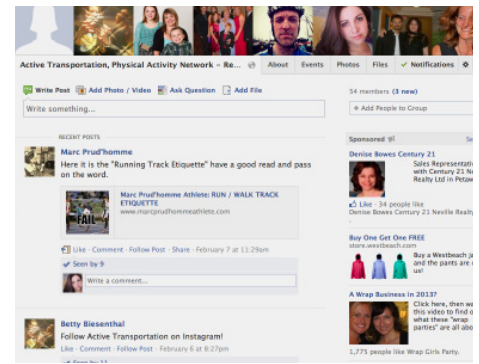 Active Transportation, Physical Activity Network – Re...
About
Events
Photos
Files
Notifications
Write Post
Add Photo / Video
Ask Question
Add File
Write something...
RECENT POSTS
Marc Prud'homme
Here it is the "Running Track Etiquette" have a good read and pass
on the word.
FAIL
Marc Prud'homme Athlete: RUN / WALK TRACK
ETIQUETTE
www.marcprudhommeathlete.com
Like · Comment · Follow Post · Share · February 7 at 11:29am
Seen by 9
Write a comment...
Betty Biesenthal
Follow Active Transportation on Instagram!
Like · Comment · Follow Post · February 6 at 8:27pm
Seen by 11
54 members (3 new)
+ Add People to Group
Sponsored
Se
Denise Bowes Century 21
Sales Representativ
with Century 21 N
Realty Ltd in Petaw
Like · 34 people like
Denise Bowes Century 21 Neville Realty
Buy One Get One FREE
store.westbeach.com
Buy a Westbeach ja
and the pants are
us!
A Wrap Business in 2013?
Click here, then wa
this video to find o
what these "wrap
parties" are all abo
1,775 people like Wrap Girls Party.